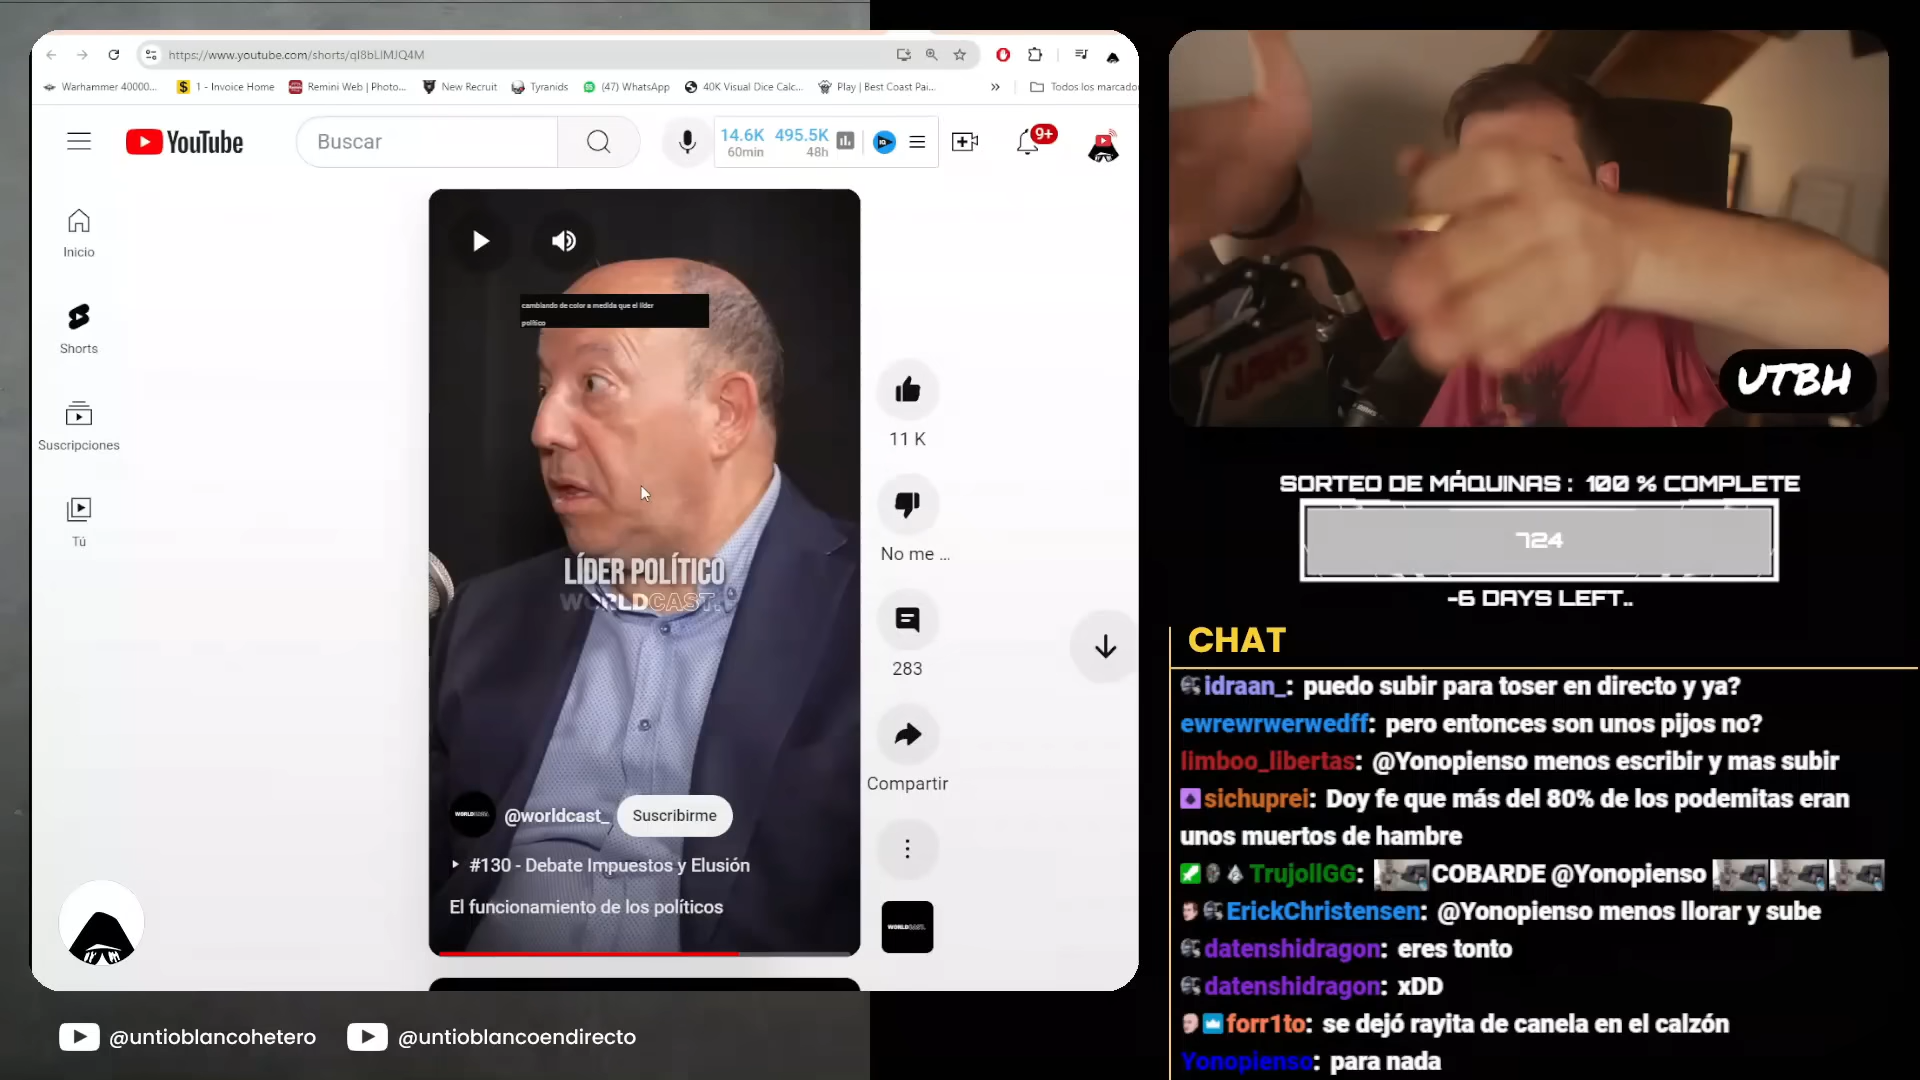 https://www.youtube.com/shorts/ql8bLIMJQ4M
Warhammer 40000...
1 - Invoice Home
Remini Web | Photo...
New Recruit
Tyranids
(47) WhatsApp
40K Visual Dice Calc...
Play | Best Coast Pai...
»
Todos los marcado
YouTube
Buscar
14.6K 495.5K
60min 48h
9+
Inicio
Shorts
Suscripciones
Tú
cambiando de color a medida que el líder
político
LÍDER POLÍTICO
WORLDCAST.
11 K
No me ...
283
Compartir
@worldcast_
Suscribirme
#130 - Debate Impuestos y Elusión
El funcionamiento de los políticos
WORLDCAST.
@untioblancohetero
@untioblancoendirecto
JAWS
UTBH
SORTEO DE MÁQUINAS : 100 % COMPLETE
724
-6 DAYS LEFT..
CHAT
idraan_: puedo subir para toser en directo y ya?
ewrewrwerwedff: pero entonces son unos pijos no?
limboo_libertas: @Yonopienso menos escribir y mas subir
sichuprei: Doy fe que más del 80% de los podemitas eran
unos muertos de hambre
TrujollGG: COBARDE @Yonopienso
ErickChristensen: @Yonopienso menos llorar y sube
datenshidragon: eres tonto
datenshidragon: xDD
forr1to: se dejó rayita de canela en el calzón
Yonopienso: para nada